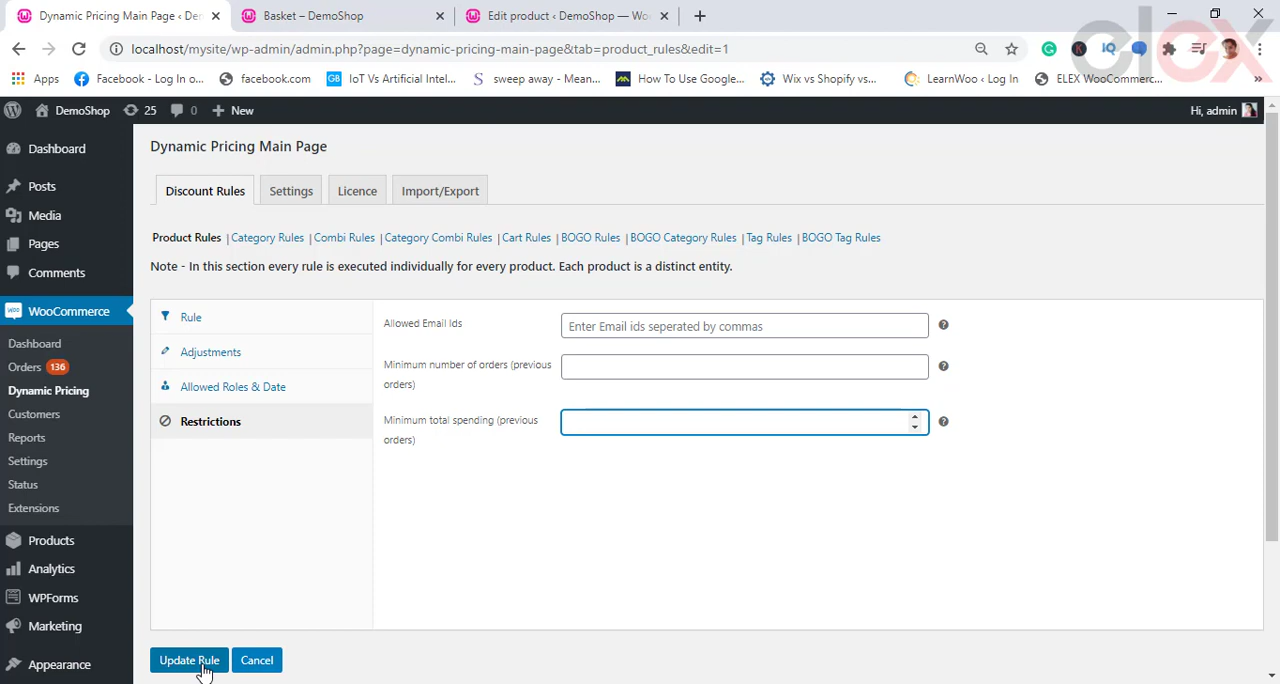 Dynamic Pricing Main Page ‹ Den
Basket – DemoShop
Edit product ‹ DemoShop — Woo
elex
localhost/mysite/wp-admin/admin.php?page=dynamic-pricing-main-page&tab=product_rules&edit=1
Apps
Facebook - Log In o...
facebook.com
GB
IoT Vs Artificial Intel...
sweep away - Mean...
How To Use Google...
Wix vs Shopify vs...
LearnWoo ‹ Log In
ELEX WooCommerc...
DemoShop
25
0
New
Hi, admin
Dashboard
Posts
Media
Pages
Comments
WooCommerce
Dashboard
Orders 136
Dynamic Pricing
Customers
Reports
Settings
Status
Extensions
Products
Analytics
WPForms
Marketing
Appearance
Dynamic Pricing Main Page
Discount Rules
Settings
Licence
Import/Export
Product Rules | Category Rules | Combi Rules | Category Combi Rules | Cart Rules | BOGO Rules | BOGO Category Rules | Tag Rules | BOGO Tag Rules
Note - In this section every rule is executed individually for every product. Each product is a distinct entity.
Rule
Adjustments
Allowed Roles & Date
Restrictions
Allowed Email Ids
Enter Email ids seperated by commas
Minimum number of orders (previous
orders)
Minimum total spending (previous
orders)
Update Rule
Cancel